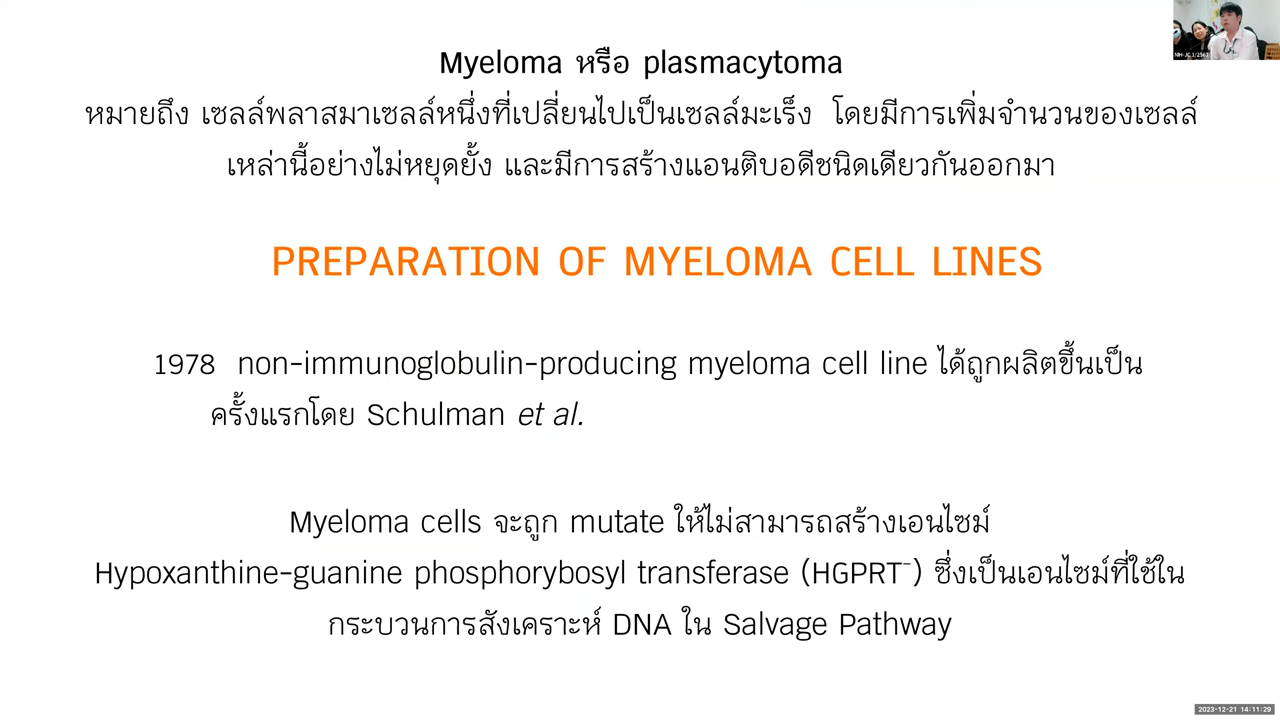 Myeloma หรือ plasmacytoma
หมายถึง เซลล์พลาสมาเซลล์หนึ่งที่เปลี่ยนไปเป็นเซลล์มะเร็ง โดยมีการเพิ่มจำนวนของเซลล์
เหล่านี้อย่างไม่หยุดยั้ง และมีการสร้างแอนติบอดีชนิดเดียวกันออกมา
PREPARATION OF MYELOMA CELL LINES
1978 non-immunoglobulin-producing myeloma cell line ได้ถูกผลิตขึ้นเป็น
ครั้งแรกโดย Schulman et al.
Myeloma cells จะถูก mutate ให้ไม่สามารถสร้างเอนไซม์
Hypoxanthine-guanine phosphorybosyl transferase (HGPRT⁻) ซึ่งเป็นเอนไซม์ที่ใช้ใน
กระบวนการสังเคราะห์ DNA ใน Salvage Pathway
2023-12-21 14:11:29